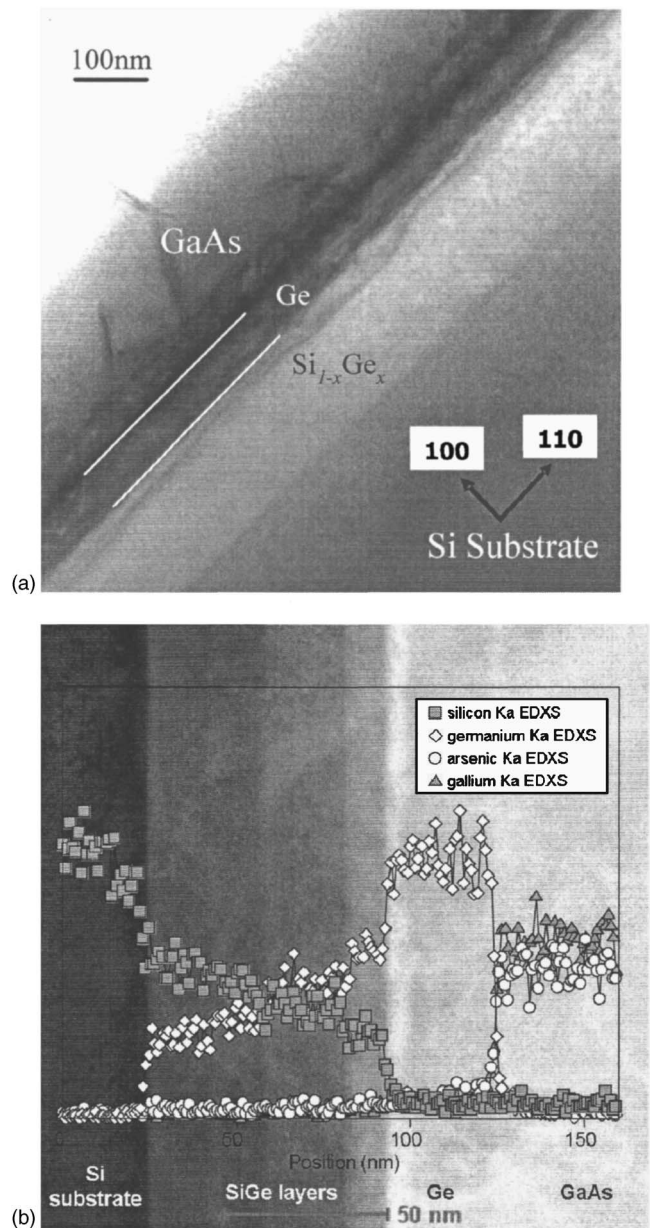 100nm
GaAs
Ge
Si1-xGex
100
110
Si Substrate
(a)
silicon Ka EDXS
germanium Ka EDXS
arsenic Ka EDXS
gallium Ka EDXS
0 50 100 150
Position (nm)
Si substrate
SiGe layers
Ge
GaAs
50 nm
(b)